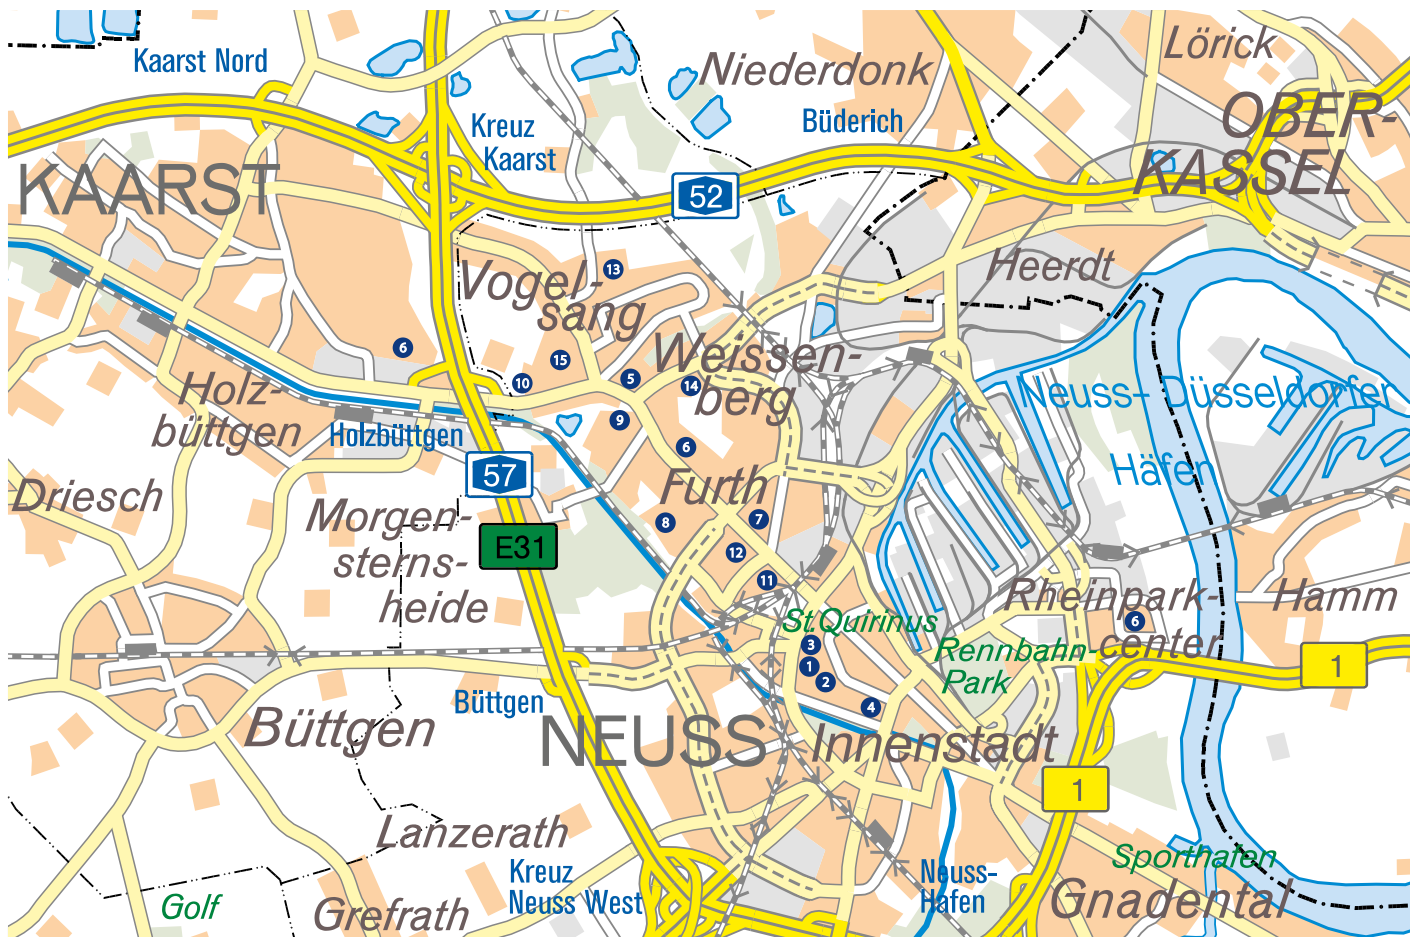 Kaarst Nord
Niederdonk
Lörick
Kreuz
Kaarst
Büderich
OBER-
KASSEL
KAARST
52
Vogel-
sang
13
Heerdt
6
15
10
5
14
9
6
Weissen-
berg
Holz-
büttgen
Holzbüttgen
Neuss- Düsseldorfer
Häfen
57
Driesch
Furth
Morgen-
sterns-
heide
8
7
12
11
E31
St.Quirinus
Rheinpark-
center
6
Hamm
3
1
2
4
Rennbahn-
Park
1
Büttgen
Büttgen
NEUSS
Innenstadt
1
Lanzerath
Kreuz
Neuss West
Neuss-
Hafen
Sporthafen
Golf
Grefrath
Gnadental